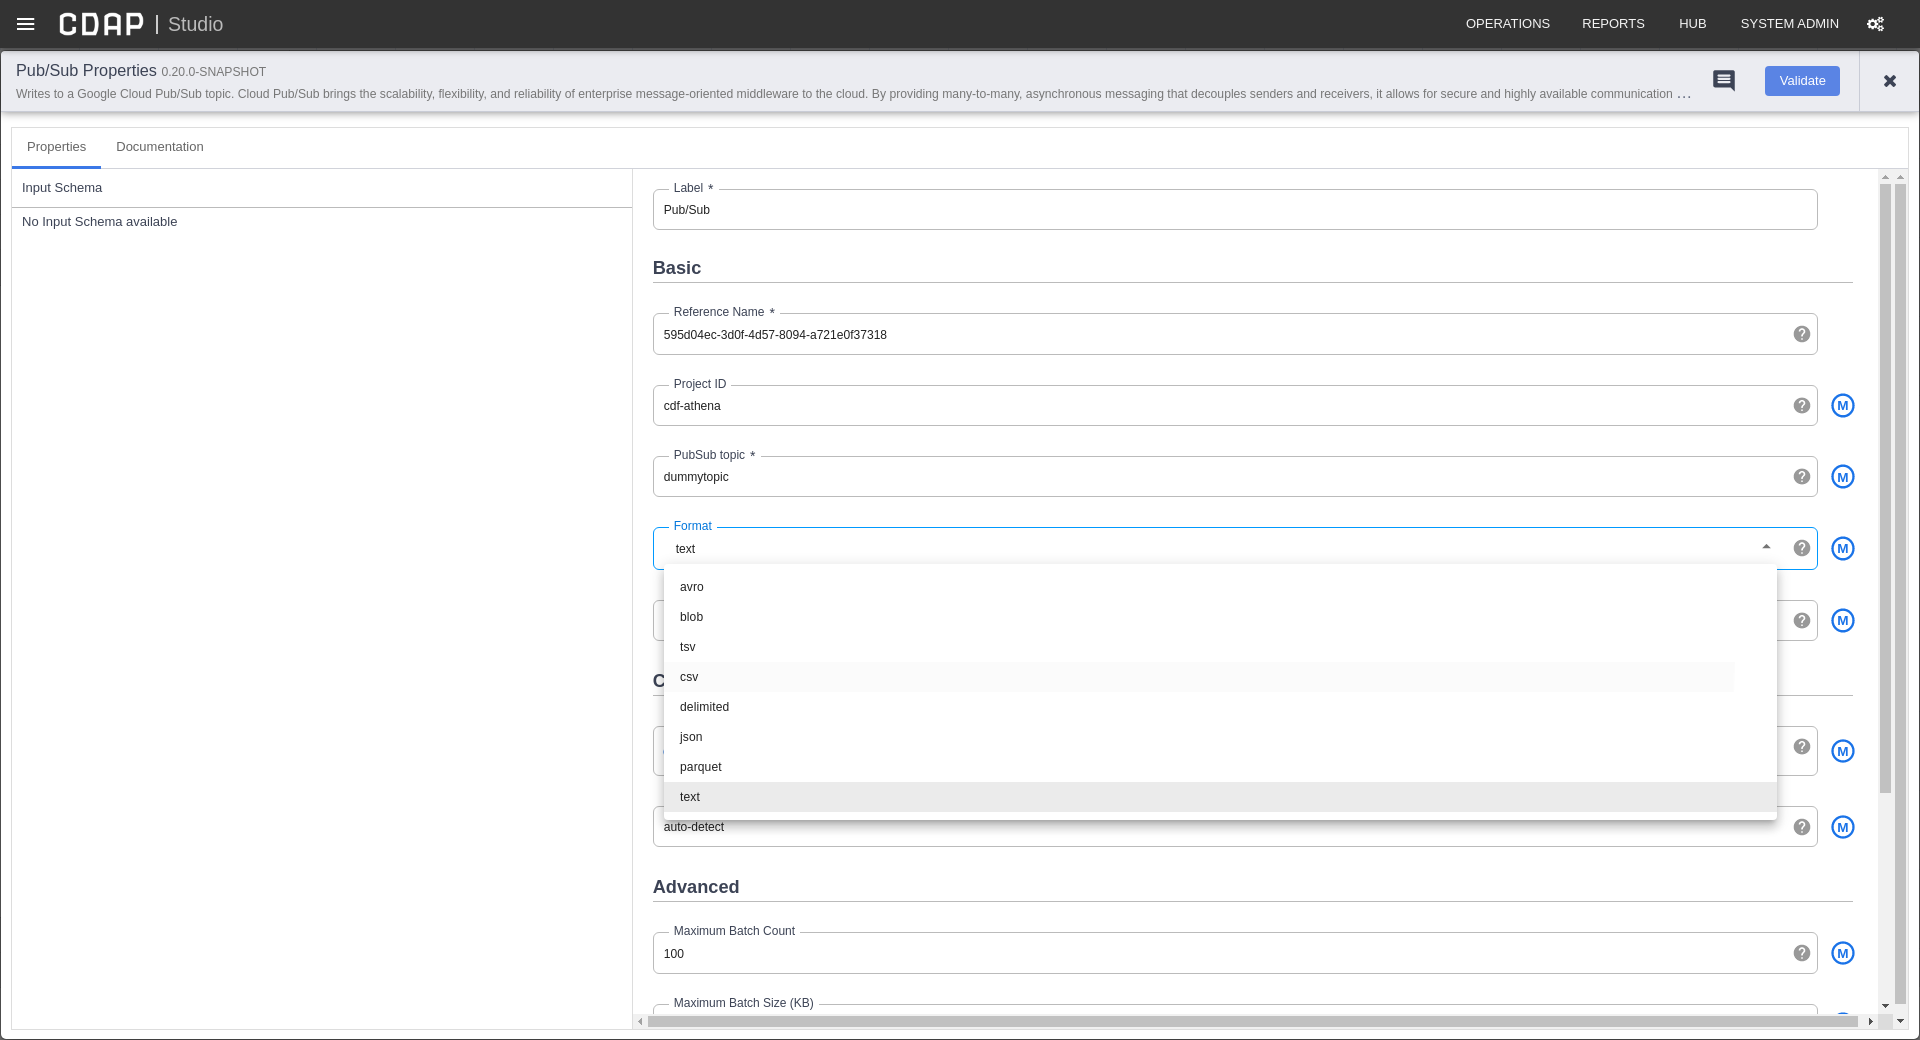 CDAP | Studio
OPERATIONS REPORTS HUB SYSTEM ADMIN
Pub/Sub Properties 0.20.0-SNAPSHOT
Writes to a Google Cloud Pub/Sub topic. Cloud Pub/Sub brings the scalability, flexibility, and reliability of enterprise message-oriented middleware to the cloud. By providing many-to-many, asynchronous messaging that decouples senders and receivers, it allows for secure and highly available communication ...
Validate
Properties Documentation
Input Schema
No Input Schema available
Label *
Pub/Sub
Basic
Reference Name *
595d04ec-3d0f-4d57-8094-a721e0f37318
?
Project ID
cdf-athena
? M
PubSub topic *
dummytopic
? M
Format
text
? M
avro
blob
? M
tsv
csv
C
delimited
json
? M
parquet
text
auto-detect
? M
Advanced
Maximum Batch Count
100
? M
Maximum Batch Size (KB)